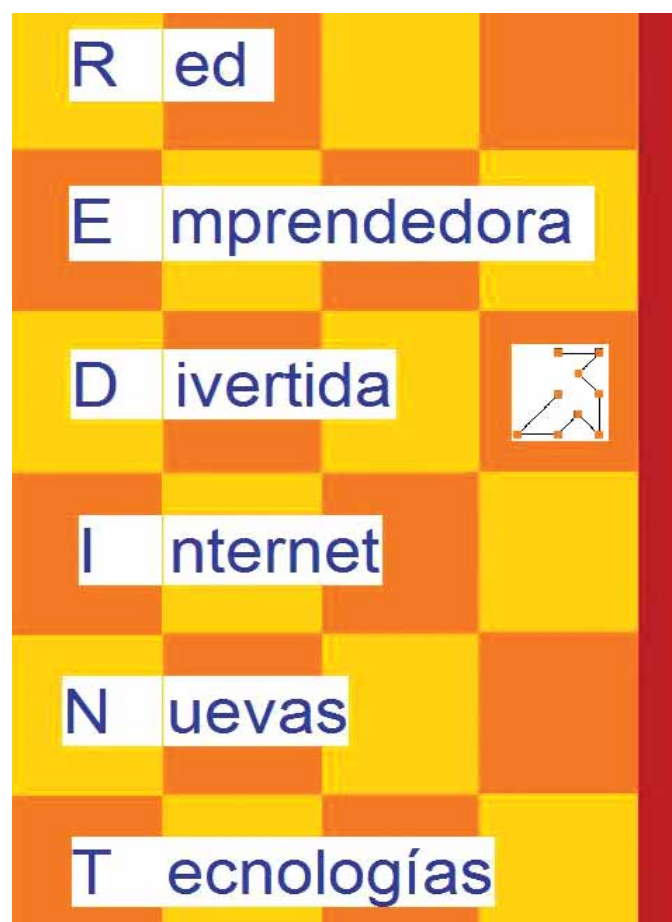 R ed
E mprendedora
D ivertida
I nternet
N uevas
T ecnologías